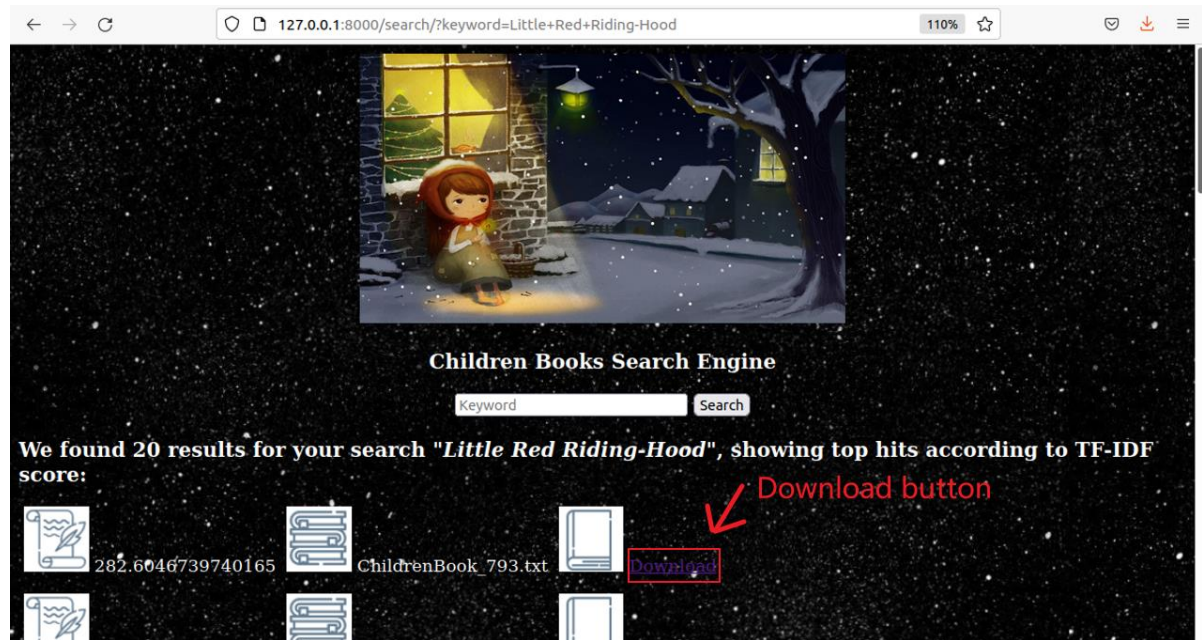 127.0.0.1:8000/search/?keyword=Little+Red+Riding-Hood
110%
Children Books Search Engine
Keyword
Search
We found 20 results for your search "Little Red Riding-Hood", showing top hits according to TF-IDF
score:
Download button
282.6046739740165
ChildrenBook_793.txt
Download